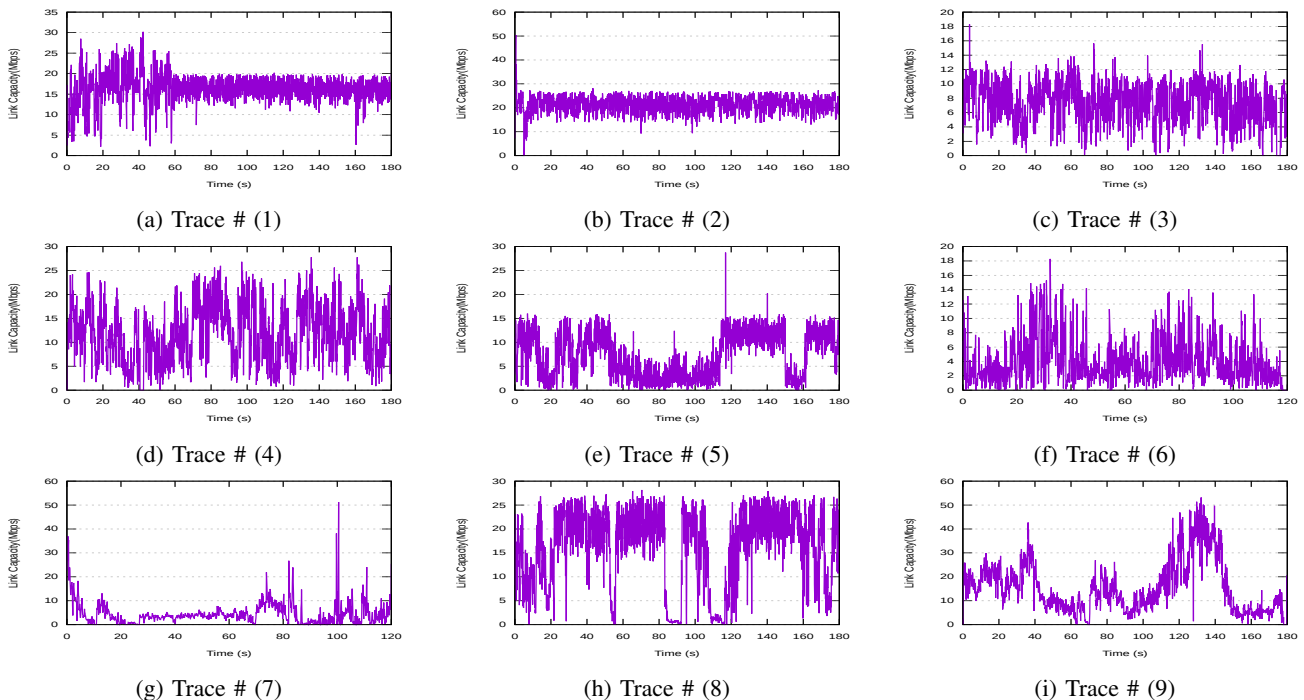 35
30
25
20
15
10
5
0
0 20 40 60 80 100 120 140 160 180
Link Capacity(Mbps)
Time (s)
(a) Trace # (1)
60
50
40
30
20
10
0
0 20 40 60 80 100 120 140 160 180
Link Capacity(Mbps)
Time (s)
(b) Trace # (2)
20
18
16
14
12
10
8
6
4
2
0
0 20 40 60 80 100 120 140 160 180
Link Capacity(Mbps)
Time (s)
(c) Trace # (3)
30
25
20
15
10
5
0
0 20 40 60 80 100 120 140 160 180
Link Capacity(Mbps)
Time (s)
(d) Trace # (4)
30
25
20
15
10
5
0
0 20 40 60 80 100 120 140 160 180
Link Capacity(Mbps)
Time (s)
(e) Trace # (5)
20
18
16
14
12
10
8
6
4
2
0
0 20 40 60 80 100 120
Link Capacity(Mbps)
Time (s)
(f) Trace # (6)
60
50
40
30
20
10
0
0 20 40 60 80 100 120
Link Capacity(Mbps)
Time (s)
(g) Trace # (7)
30
25
20
15
10
5
0
0 20 40 60 80 100 120 140 160 180
Link Capacity(Mbps)
Time (s)
(h) Trace # (8)
60
50
40
30
20
10
0
0 20 40 60 80 100 120 140 160 180
Link Capacity(Mbps)
Time (s)
(i) Trace # (9)